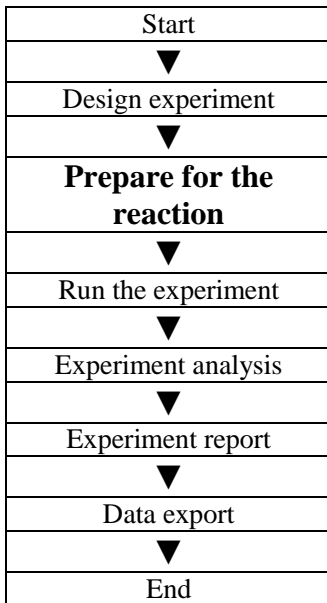 Start
▼
Design experiment
▼
Prepare for the
reaction
▼
Run the experiment
▼
Experiment analysis
▼
Experiment report
▼
Data export
▼
End